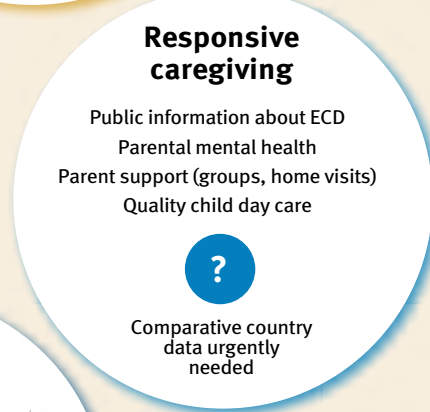 Responsive
caregiving
Public information about ECD
Parental mental health
Parent support (groups, home visits)
Quality child day care
?
Comparative country
data urgently
needed